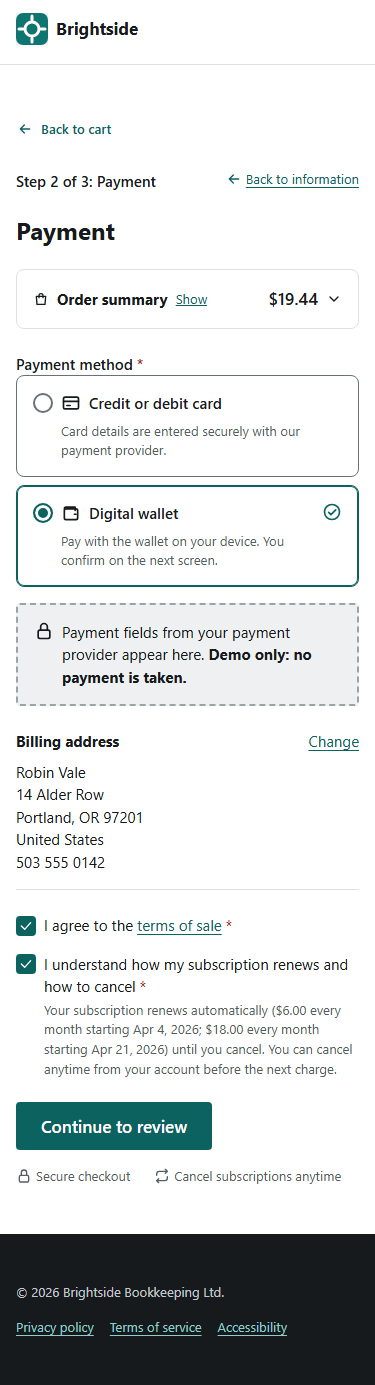 Brightside
Back to cart
Step 2 of 3: Payment
Back to information
Payment
Order summary Show $19.44
Payment method *
Credit or debit card
Card details are entered securely with our
payment provider.
Digital wallet
Pay with the wallet on your device. You
confirm on the next screen.
Payment fields from your payment
provider appear here. Demo only: no
payment is taken.
Billing address Change
Robin Vale
14 Alder Row
Portland, OR 97201
United States
503 555 0142
I agree to the terms of sale *
I understand how my subscription renews and
how to cancel *
Your subscription renews automatically ($6.00 every
month starting Apr 4, 2026; $18.00 every month
starting Apr 21, 2026) until you cancel. You can cancel
anytime from your account before the next charge.
Continue to review
Secure checkout Cancel subscriptions anytime
© 2026 Brightside Bookkeeping Ltd.
Privacy policy Terms of service Accessibility